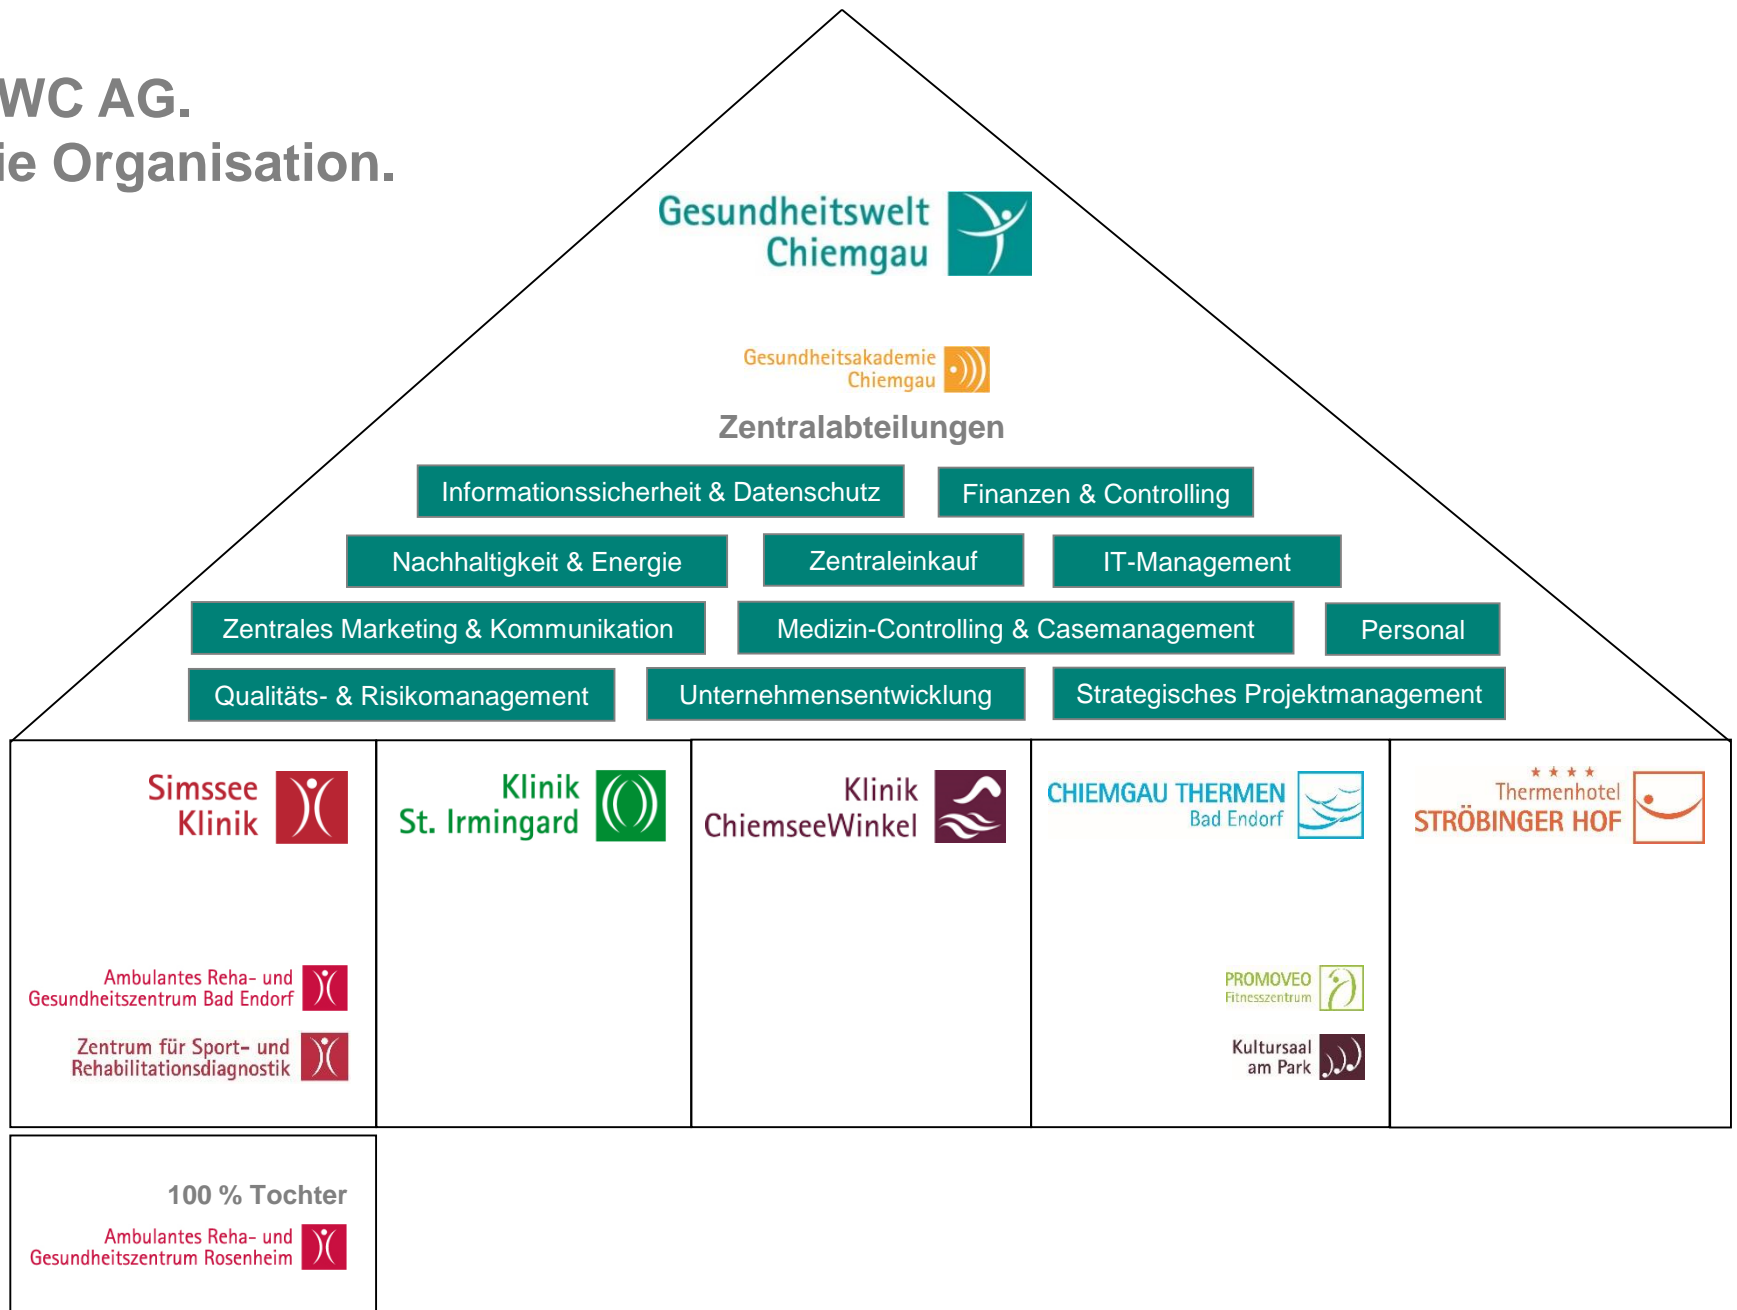 WC AG.
ie Organisation.
Gesundheitswelt
Chiemgau
Gesundheitsakademie
Chiemgau
Zentralabteilungen
Informationssicherheit & Datenschutz
Finanzen & Controlling
Nachhaltigkeit & Energie
Zentraleinkauf
IT-Management
Zentrales Marketing & Kommunikation
Medizin-Controlling & Casemanagement
Personal
Qualitäts- & Risikomanagement
Unternehmensentwicklung
Strategisches Projektmanagement
Simssee
Klinik
Ambulantes Reha- und
Gesundheitszentrum Bad Endorf
Zentrum für Sport- und
Rehabilitationsdiagnostik
Klinik
St. Irmingard
Klinik
ChiemseeWinkel
CHIEMGAU THERMEN
Bad Endorf
PROMOVEO
Fitnesszentrum
Kultursaal
am Park
★ ★ ★ ★
Thermenhotel
STRÖBINGER HOF
100 % Tochter
Ambulantes Reha- und
Gesundheitszentrum Rosenheim